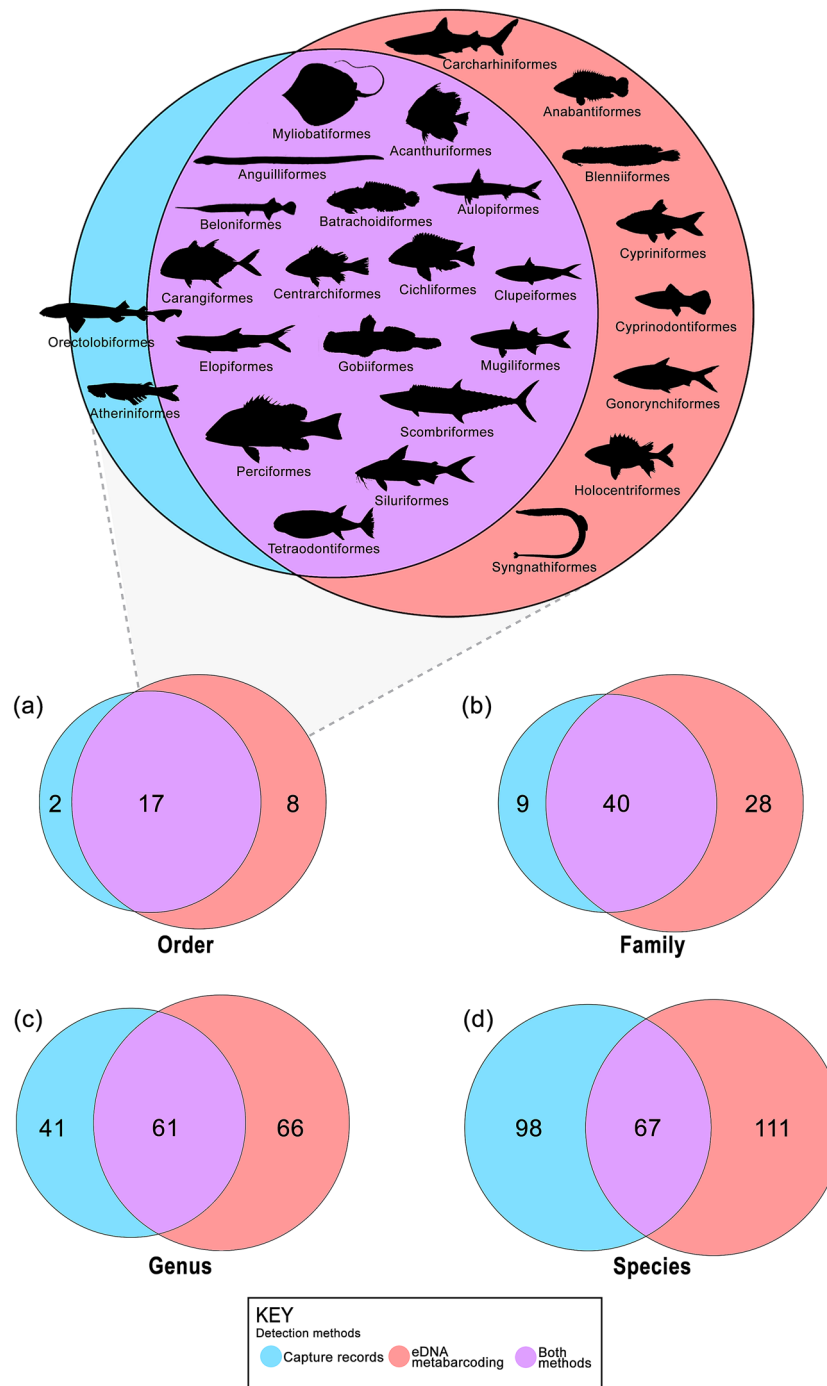 Carcharhiniformes
Anabantiformes
Myliobatiformes
Acanthuriformes
Anguilliformes
Blenniiformes
Batrachoidiformes
Aulopiformes
Beloniformes
Cypriniformes
Carangiformes
Centrarchiformes
Cichliformes
Clupeiformes
Cyprinodontiformes
Orectolobiformes
Elopiformes
Gobiiformes
Mugiliformes
Gonorynchiformes
Atheriniformes
Scombriformes
Perciformes
Holocentriformes
Siluriformes
Tetraodontiformes
Syngnathiformes
(a)
2
17
8
Order
(b)
9
40
28
Family
(c)
41
61
66
Genus
(d)
98
67
111
Species
KEY
Detection methods
Capture records
eDNA
metabarcoding
Both
methods